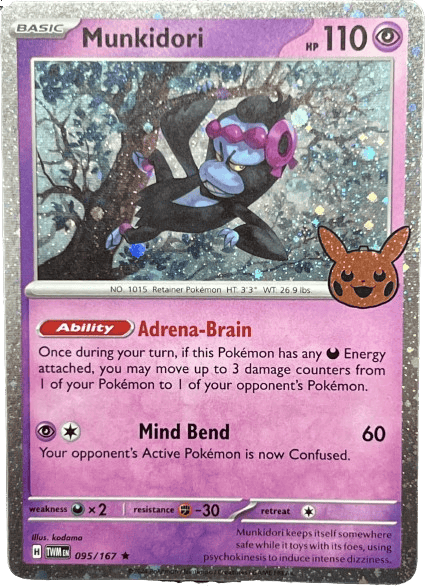 BASIC Munkidori HP 110
NO. 1015 Retainer Pokémon HT: 3'3" WT: 26.9 lbs
Ability Adrena-Brain
Once during your turn, if this Pokémon has any Energy
attached, you may move up to 3 damage counters from
1 of your Pokémon to 1 of your opponent's Pokémon.
Mind Bend 60
Your opponent's Active Pokémon is now Confused.
weakness ×2 resistance -30 retreat
Illus. kodama
H TWM EN 095/167 ★
Munkidori keeps itself somewhere
safe while it toys with its foes, using
psychokinesis to induce intense dizziness.